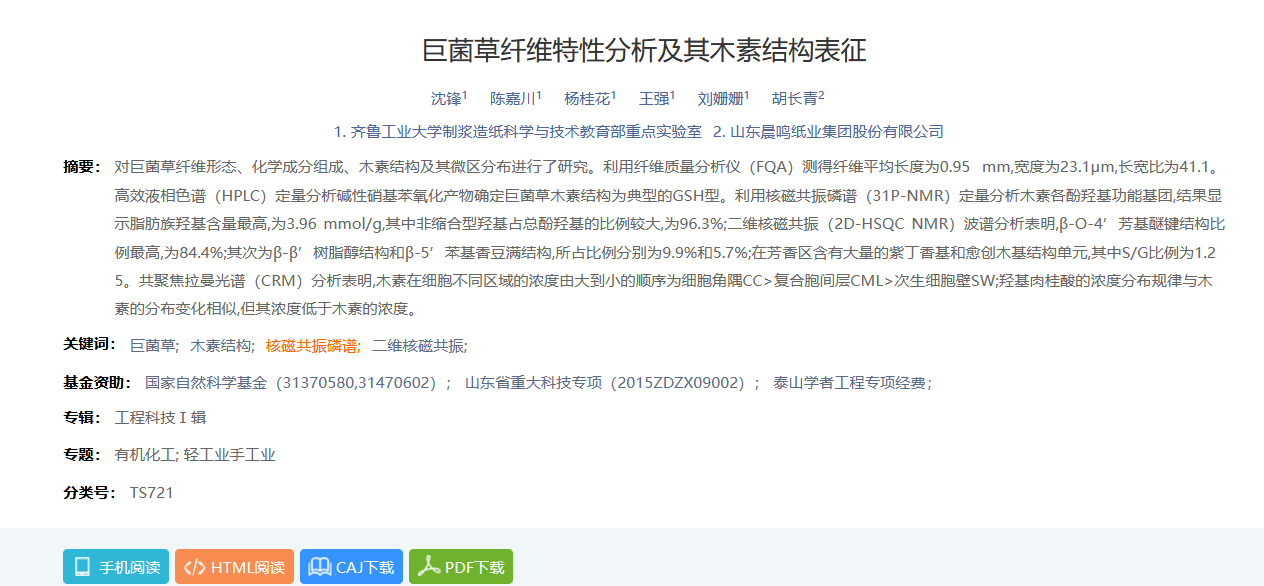 巨菌草纤维特性分析及其木素结构表征
沈锋1 陈嘉川1 杨桂花1 王强1 刘姗姗1 胡长青2
1. 齐鲁工业大学制浆造纸科学与技术教育部重点实验室 2. 山东晨鸣纸业集团股份有限公司
摘要： 对巨菌草纤维形态、化学成分组成、木素结构及其微区分布进行了研究。利用纤维质量分析仪（FQA）测得纤维平均长度为0.95 mm,宽度为23.1μm,长宽比为41.1。
高效液相色谱（HPLC）定量分析碱性硝基苯氧化产物确定巨菌草木素结构为典型的GSH型。利用核磁共振磷谱（31P-NMR）定量分析木素各酚羟基功能基团,结果显
示脂肪族羟基含量最高,为3.96 mmol/g,其中非缩合型羟基占总酚羟基的比例较大,为96.3%;二维核磁共振（2D-HSQC NMR）波谱分析表明,β-O-4′芳基醚键结构比
例最高,为84.4%;其次为β-β′树脂醇结构和β-5′苯基香豆满结构,所占比例分别为9.9%和5.7%;在芳香区含有大量的紫丁香基和愈创木基结构单元,其中S/G比例为1.2
5。共聚焦拉曼光谱（CRM）分析表明,木素在细胞不同区域的浓度由大到小的顺序为细胞角隅CC>复合胞间层CML>次生细胞壁SW;羟基肉桂酸的浓度分布规律与木
素的分布变化相似,但其浓度低于木素的浓度。
关键词： 巨菌草; 木素结构; 核磁共振磷谱; 二维核磁共振;
基金资助： 国家自然科学基金（31370580,31470602）; 山东省重大科技专项（2015ZDZX09002）; 泰山学者工程专项经费;
专辑： 工程科技Ⅰ辑
专题： 有机化工; 轻工业手工业
分类号： TS721
手机阅读 HTML阅读 CAJ下载 PDF下载